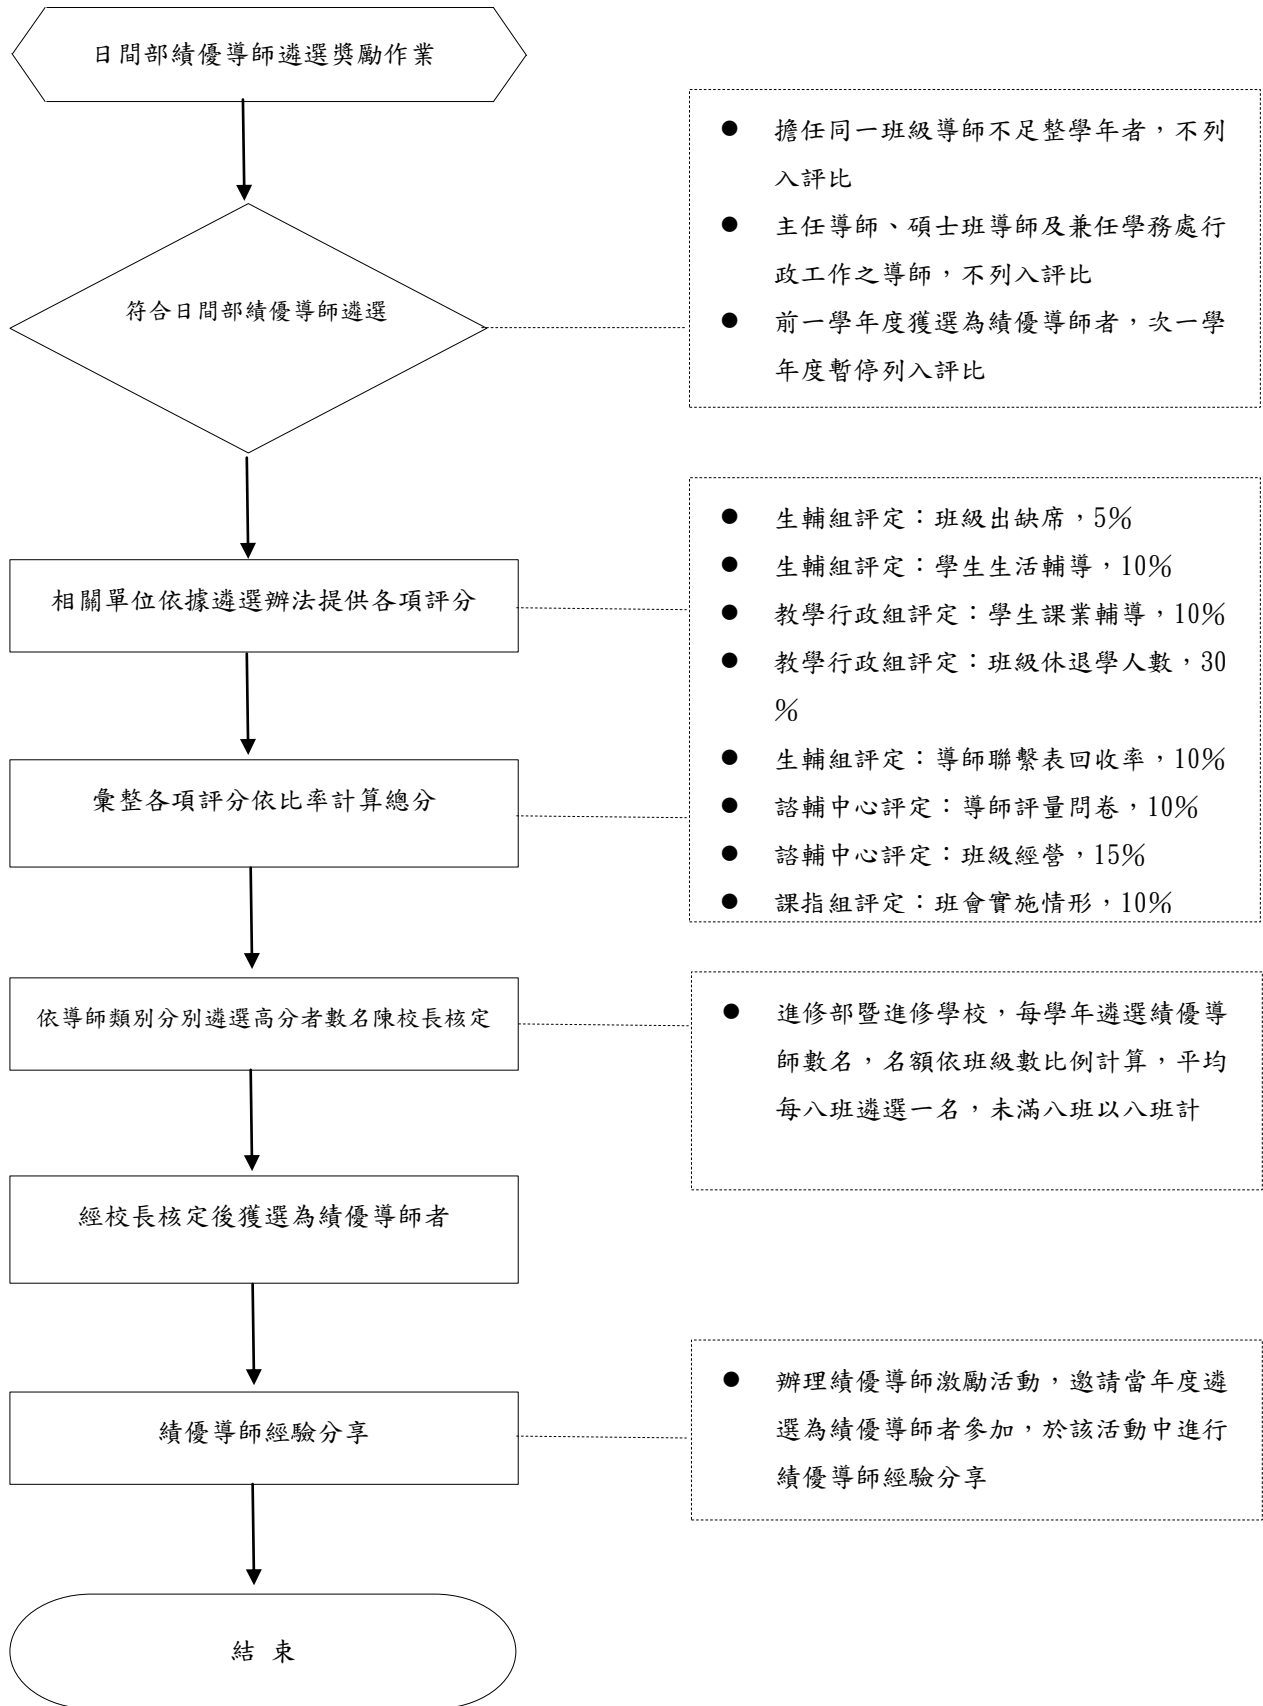 日間部績優導師遴選獎勵作業
● 擔任同一班級導師不足整學年者，不列
入評比
● 主任導師、碩士班導師及兼任學務處行
政工作之導師，不列入評比
● 前一學年度獲選為績優導師者，次一學
年度暫停列入評比
符合日間部績優導師遴選
● 生輔組評定：班級出缺席，5%
● 生輔組評定：學生生活輔導，10%
● 教學行政組評定：學生課業輔導，10%
● 教學行政組評定：班級休退學人數，30
%
● 生輔組評定：導師聯繫表回收率，10%
● 諮輔中心評定：導師評量問卷，10%
● 諮輔中心評定：班級經營，15%
● 課指組評定：班會實施情形，10%
相關單位依據遴選辦法提供各項評分
彙整各項評分依比率計算總分
依導師類別分別遴選高分者數名陳校長核定
● 進修部暨進修學校，每學年遴選績優導
師數名，名額依班級數比例計算，平均
每八班遴選一名，未滿八班以八班計
經校長核定後獲選為績優導師者
績優導師經驗分享
● 辦理績優導師激勵活動，邀請當年度遴
選為績優導師者參加，於該活動中進行
績優導師經驗分享
結 束